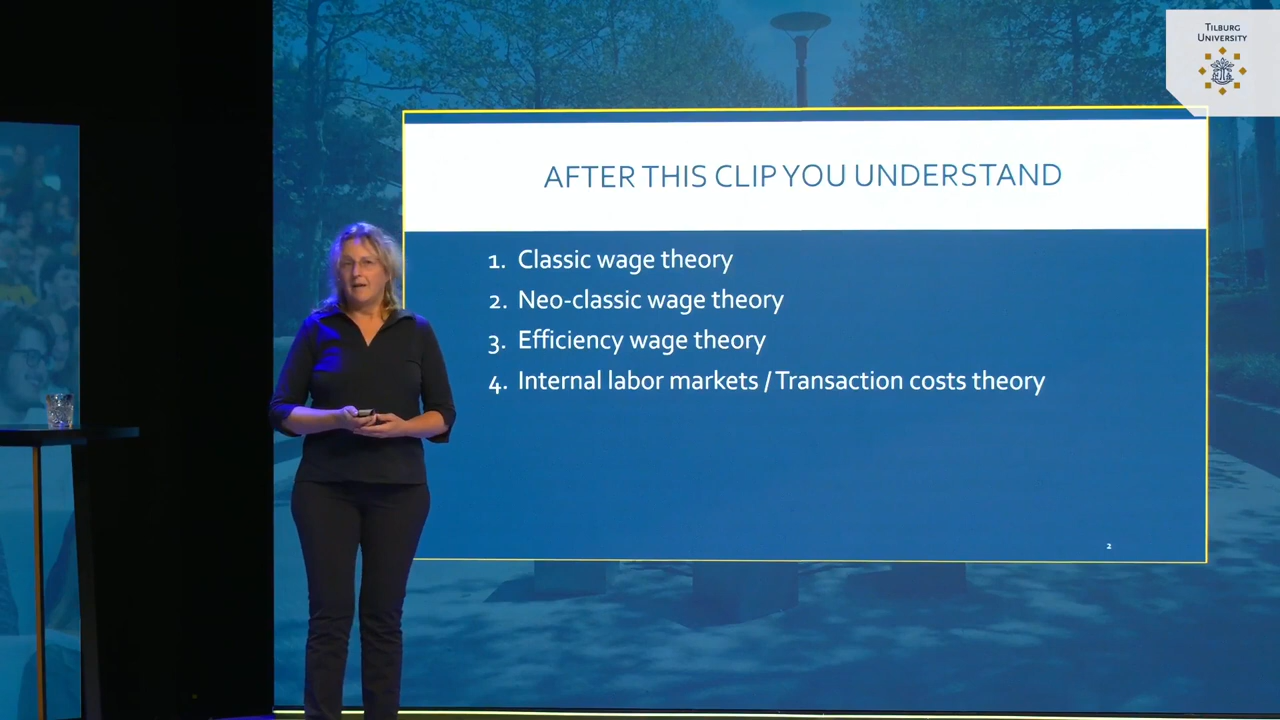 TILBURG
UNIVERSITY
AFTER THIS CLIP YOU UNDERSTAND
1. Classic wage theory
2. Neo-classic wage theory
3. Efficiency wage theory
4. Internal labor markets / Transaction costs theory
2